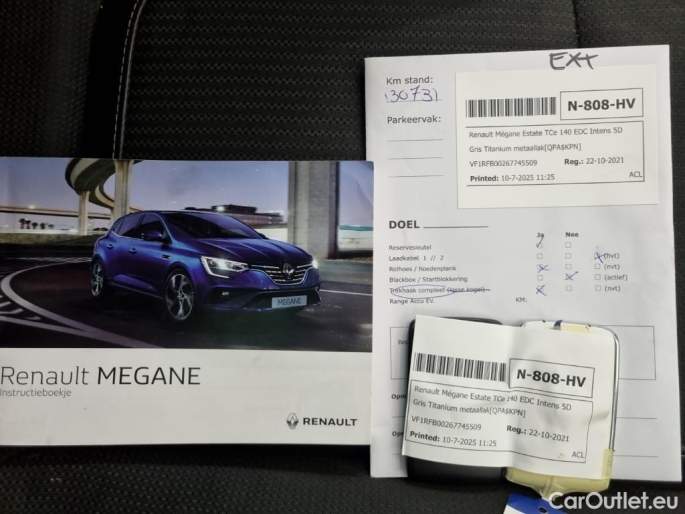 EXT
Km stand:
130731
Parkeervak:
N-808-HV
Renault Mégane Estate TCe 140 EDC Intens 5D
Gris Titanium metaallak[QPA$KPN]
VF1RFB00267745509 Reg.: 22-10-2021
Printed: 10-7-2025 11:25 ACL
DOEL
Ja Nee
Reservesleutel
Laadkabel 1 // 2 (nvt)
Rolhoes / Hoedenplank (nvt)
Blackbox / Startblokkering (actief)
Trekhaak compleet (nvt)
Range Accu EV. KM:
MEGANE
Renault MEGANE
Instructieboekje
RENAULT
N-808-HV
Renault Mégane Estate TCe 140 EDC Intens 5D
Gris Titanium metaallak[QPA$KPN]
VF1RFB00267745509 Reg.: 22-10-2021
Printed: 10-7-2025 11:25 ACL
CarOutlet.eu